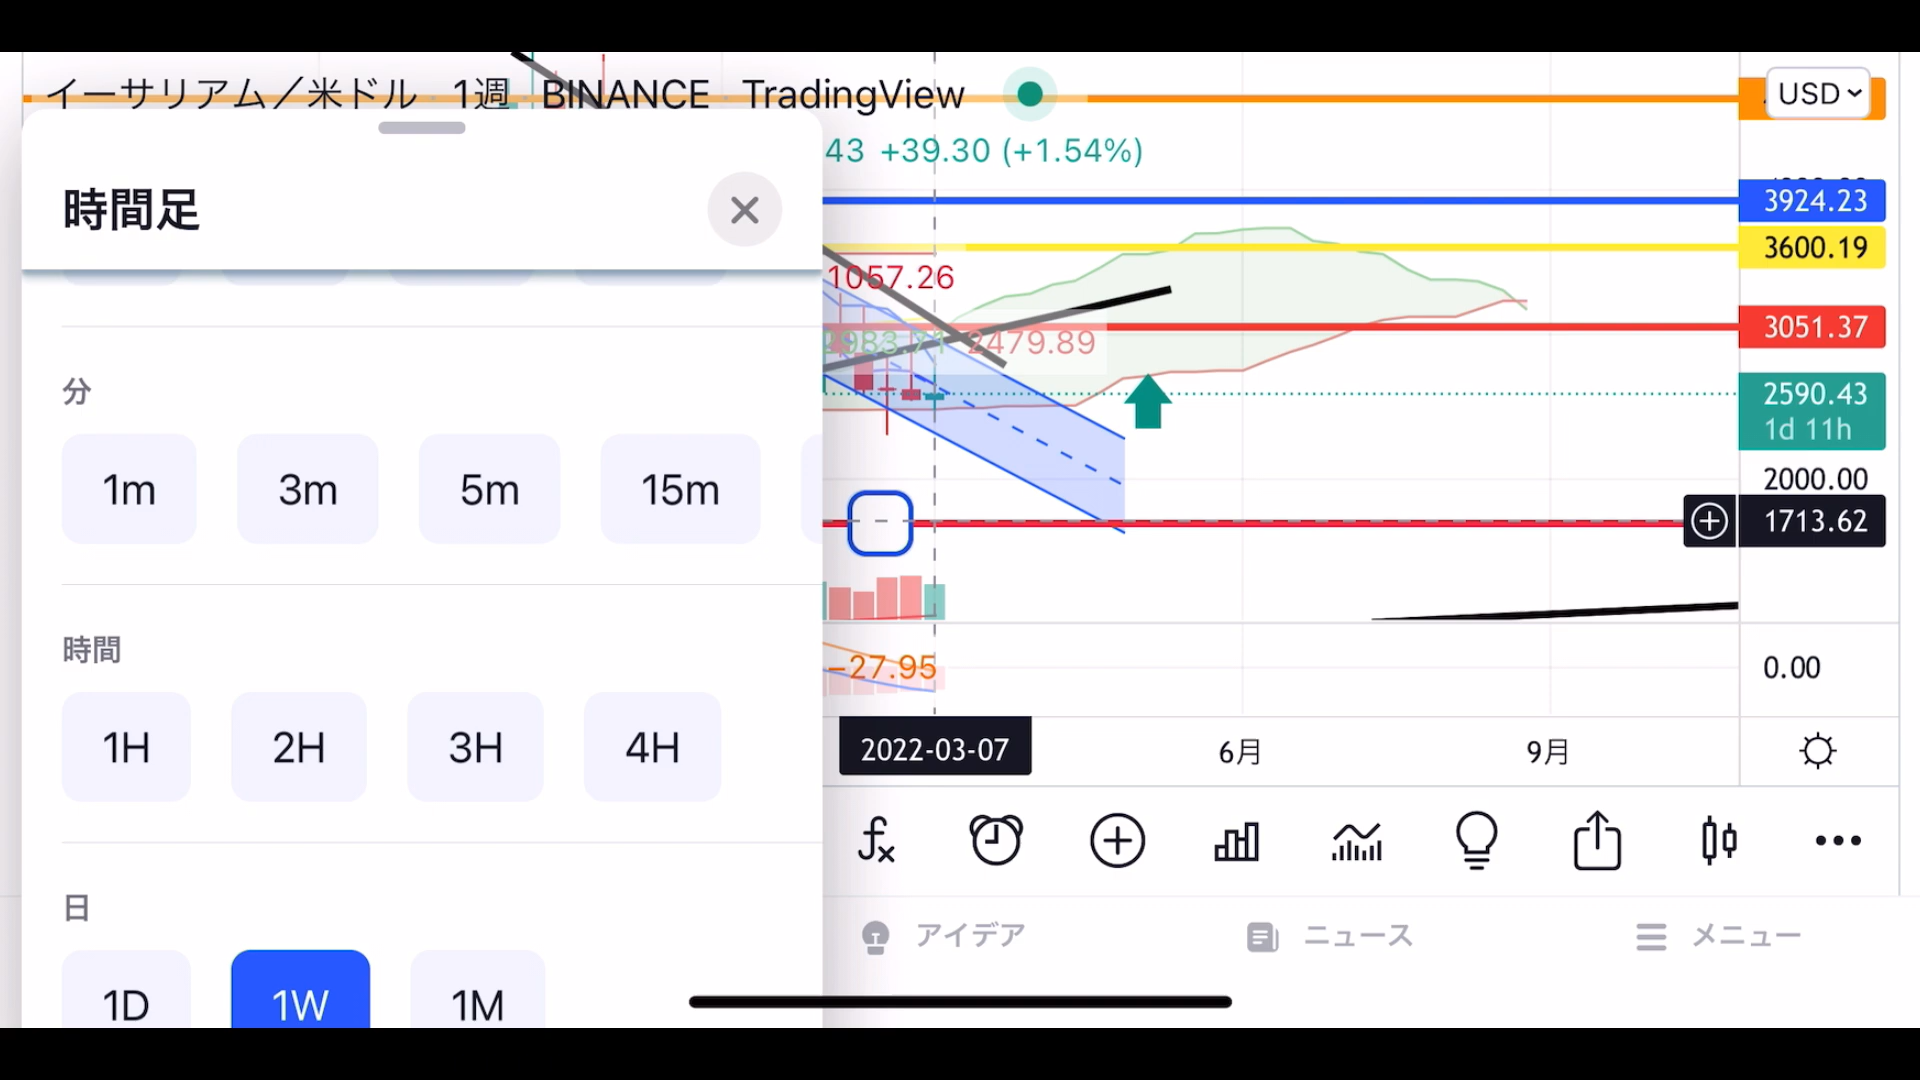 イーサリアム／米ドル · 1週 · BINANCE · TradingView
USD
43 +39.30 (+1.54%)
時間足
3924.23
3600.19
1057.26
3051.37
2983.71 2479.89
2590.43
1d 11h
分
1m 3m 5m 15m
2000.00
1713.62
時間
−27.95
0.00
1H 2H 3H 4H
2022-03-07 6月 9月
日
アイデア ニュース メニュー
1D 1W 1M